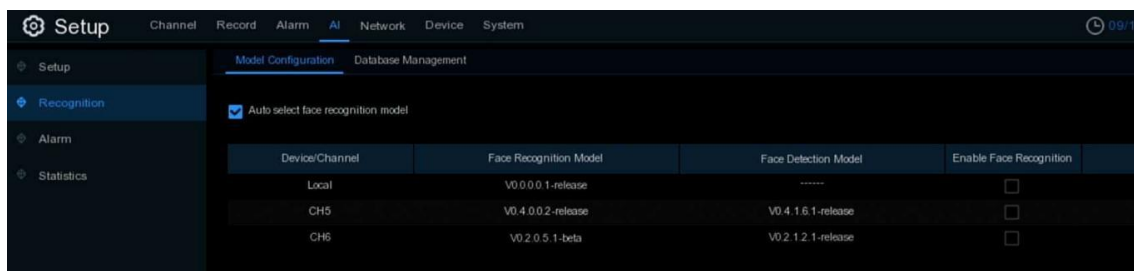 Setup Channel Record Alarm AI Network Device System 09/1
Setup Model Configuration Database Management
Recognition Auto select face recognition model
Alarm
Statistics
Device/Channel Face Recognition Model Face Detection Model Enable Face Recognition
Local V0.0.0.0.1-release ------
CH5 V0.4.0.0.2-release V0.4.1.6.1-release
CH6 V0.2.0.5.1-beta V0.2.1.2.1-release